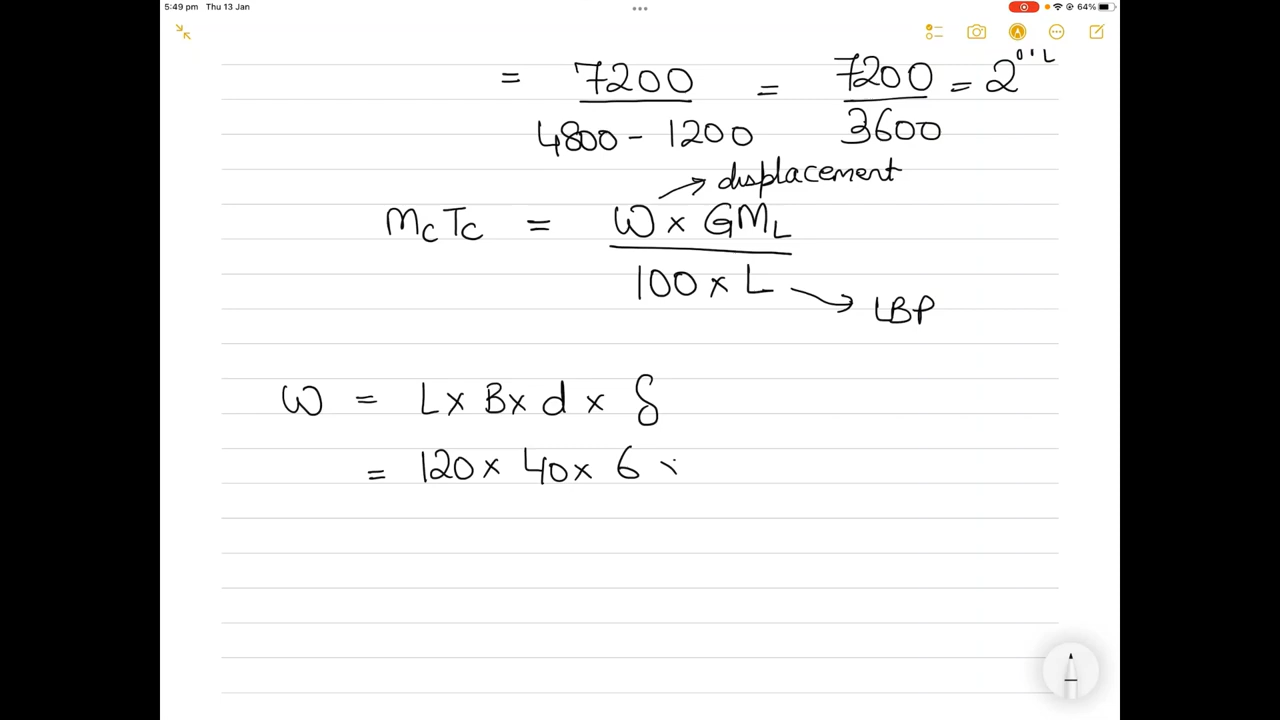 5:49 pm Thu 13 Jan 64%
= 7200 = 7200 = 2
4800 - 1200 3600
displacement
MCTC = W × GML
100 × L
LBP
W = L × B × d × δ
= 120 × 40 × 6 ×